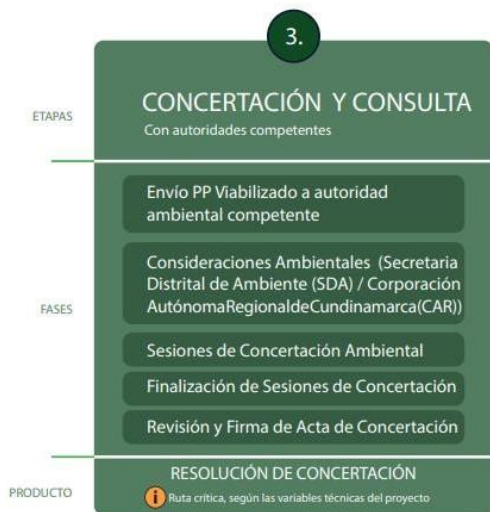 3.
ETAPAS
CONCERTACIÓN Y CONSULTA
Con autoridades competentes
Envío PP Viabilizado a autoridad
ambiental competente
FASES
Consideraciones Ambientales (Secretaria
Distrital de Ambiente (SDA) / Corporación
AutónomaRegionaldeCundinamarca(CAR))
Sesiones de Concertación Ambiental
Finalización de Sesiones de Concertación
Revisión y Firma de Acta de Concertación
PRODUCTO
RESOLUCIÓN DE CONCERTACIÓN
i Ruta crítica, según las variables técnicas del proyecto